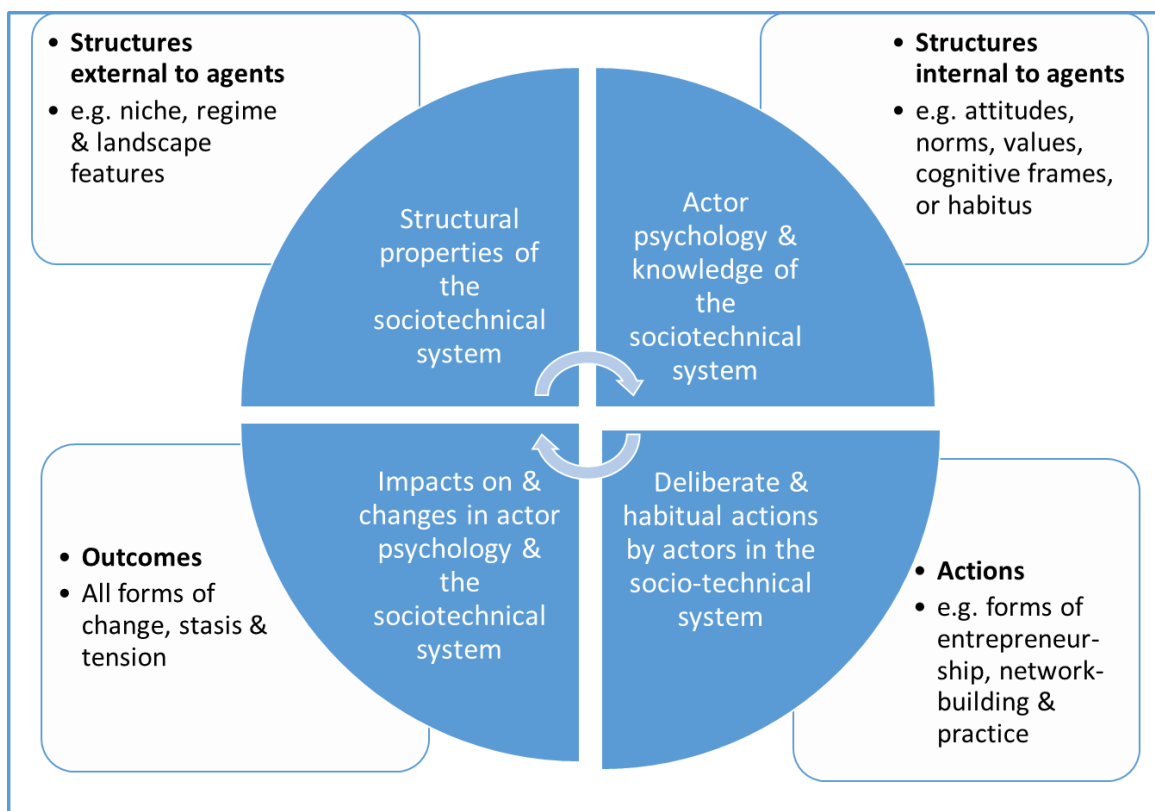 • Structures
external to agents
• e.g. niche, regime
& landscape
features
• Structures
internal to agents
• e.g. attitudes,
norms, values,
cognitive frames,
or habitus
Structural
properties of
the
sociotechnical
system
Actor
psychology &
knowledge of
the
sociotechnical
system
Impacts on &
changes in actor
psychology &
the
sociotechnical
system
Deliberate &
habitual actions
by actors in the
socio-technical
system
• Outcomes
• All forms of
change, stasis &
tension
• Actions
• e.g. forms of
entrepreneur-
ship, network-
building &
practice